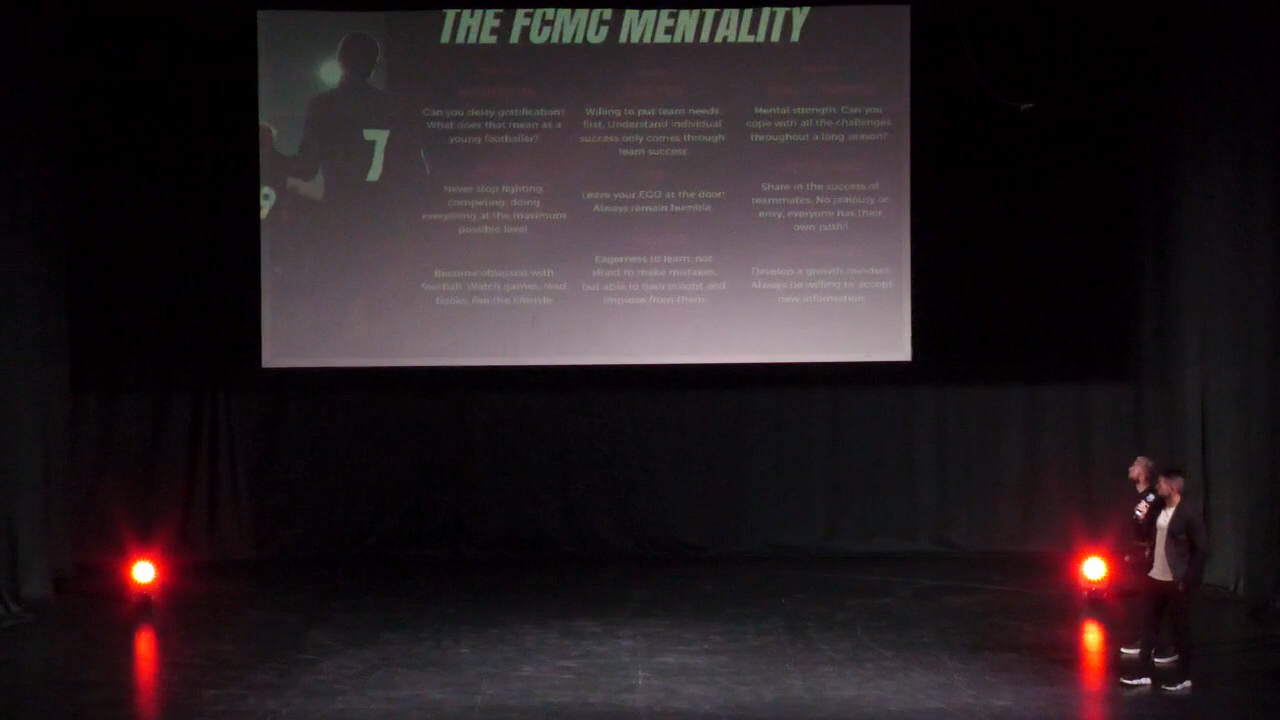 THE FCMC MENTALITY
7
9
Can you delay gratification?
What does that mean as a
young footballer?
Willing to put team needs
first. Understand individual
success only comes through
team success.
Mental strength. Can you
cope with all the challenges
throughout a long season?
Never stop fighting,
competing, doing
everything at the maximum
possible level
Leave your EGO at the door!
Always remain humble.
Share in the success of
teammates. No jealousy or
envy, everyone has their
own path!
Become obsessed with
football. Watch games, read
books, live the lifestyle.
Eagerness to learn, not
afraid to make mistakes,
but able to gain insight and
improve from them.
Develop a growth mindset.
Always be willing to accept
new information.